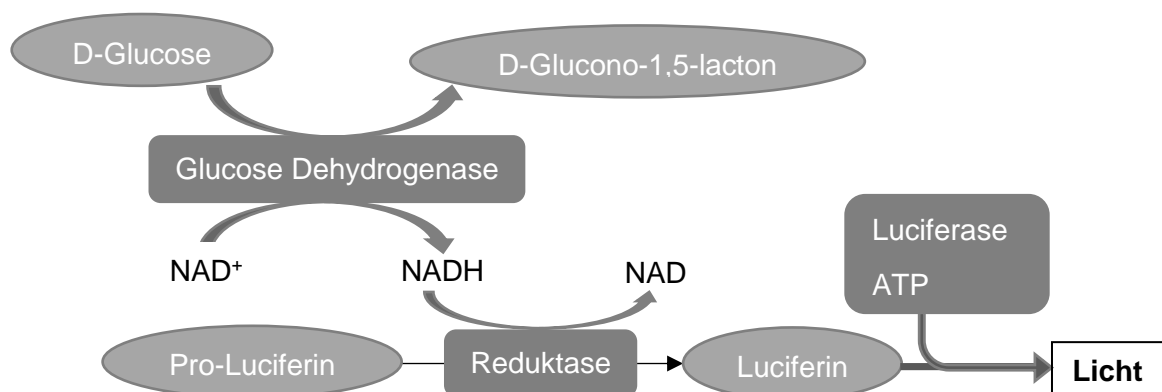 D-Glucose
D-Glucono-1,5-lacton
Glucose Dehydrogenase
NAD⁺
NADH
NAD
Luciferase
ATP
Pro-Luciferin
Reduktase
Luciferin
Licht